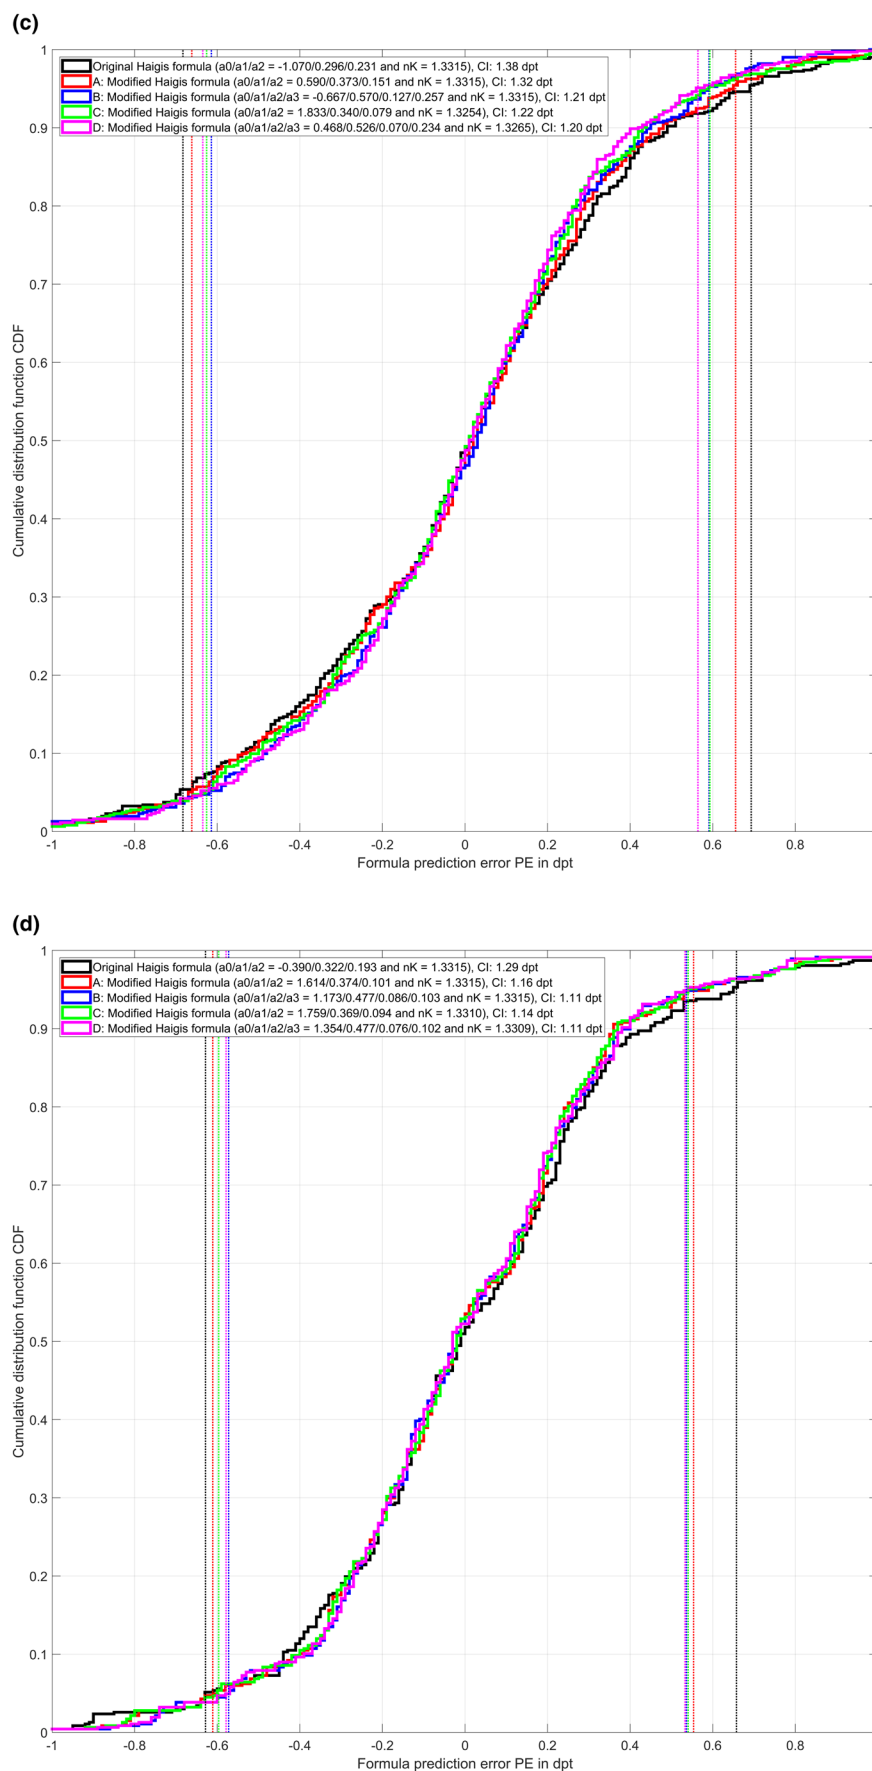 (c)
1
Original Haigis formula (a0/a1/a2 = -1.070/0.296/0.231 and nK = 1.3315), CI: 1.38 dpt
A: Modified Haigis formula (a0/a1/a2 = 0.590/0.373/0.151 and nK = 1.3315), CI: 1.32 dpt
B: Modified Haigis formula (a0/a1/a2/a3 = -0.667/0.570/0.127/0.257 and nK = 1.3315), CI: 1.21 dpt
C: Modified Haigis formula (a0/a1/a2 = 1.833/0.340/0.079 and nK = 1.3254), CI: 1.22 dpt
D: Modified Haigis formula (a0/a1/a2/a3 = 0.468/0.526/0.070/0.234 and nK = 1.3265), CI: 1.20 dpt
0.9
0.8
0.7
0.6
0.5
0.4
0.3
0.2
0.1
0
Cumulative distribution function CDF
-1 -0.8 -0.6 -0.4 -0.2 0 0.2 0.4 0.6 0.8
Formula prediction error PE in dpt
(d)
1
Original Haigis formula (a0/a1/a2 = -0.390/0.322/0.193 and nK = 1.3315), CI: 1.29 dpt
A: Modified Haigis formula (a0/a1/a2 = 1.614/0.374/0.101 and nK = 1.3315), CI: 1.16 dpt
B: Modified Haigis formula (a0/a1/a2/a3 = 1.173/0.477/0.086/0.103 and nK = 1.3315), CI: 1.11 dpt
C: Modified Haigis formula (a0/a1/a2 = 1.759/0.369/0.094 and nK = 1.3310), CI: 1.14 dpt
D: Modified Haigis formula (a0/a1/a2/a3 = 1.354/0.477/0.076/0.102 and nK = 1.3309), CI: 1.11 dpt
0.9
0.8
0.7
0.6
0.5
0.4
0.3
0.2
0.1
0
Cumulative distribution function CDF
-1 -0.8 -0.6 -0.4 -0.2 0 0.2 0.4 0.6 0.8
Formula prediction error PE in dpt